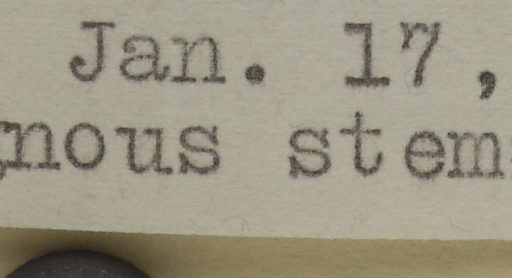 Jan. 17,
nous stem